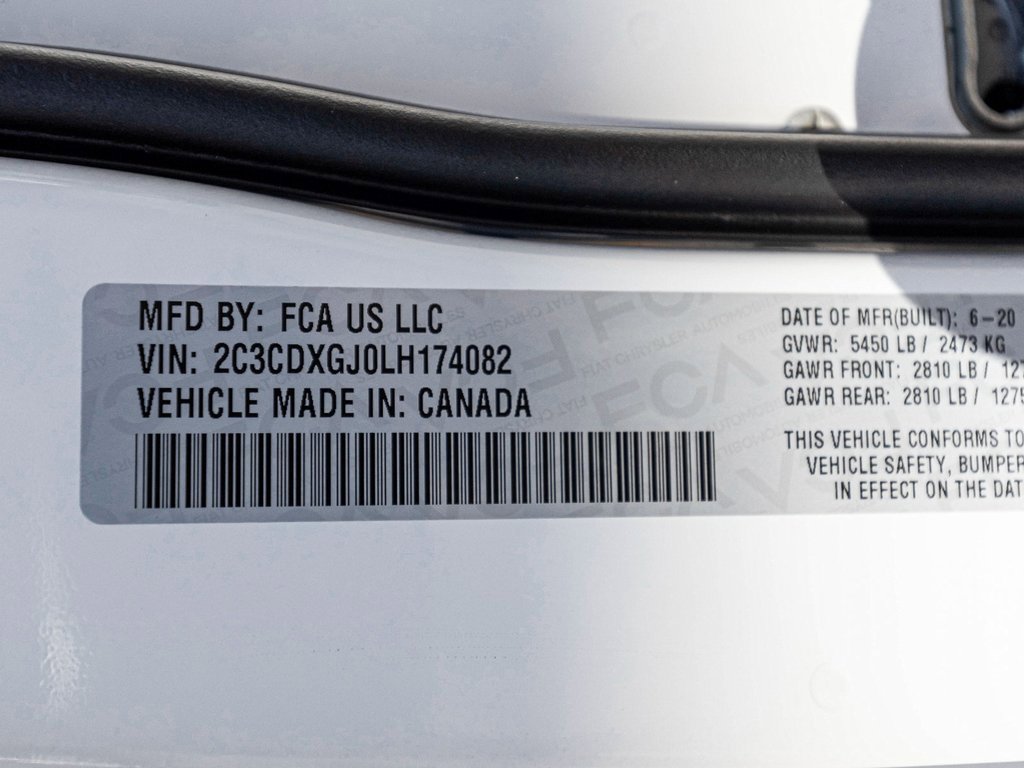 MFD BY: FCA US LLC
VIN: 2C3CDXGJ0LH174082
VEHICLE MADE IN: CANADA
DATE OF MFR(BUILT): 6-20
GVWR: 5450 LB / 2473 KG
GAWR FRONT: 2810 LB / 127
GAWR REAR: 2810 LB / 1275
THIS VEHICLE CONFORMS TO
VEHICLE SAFETY, BUMPER
IN EFFECT ON THE DAT